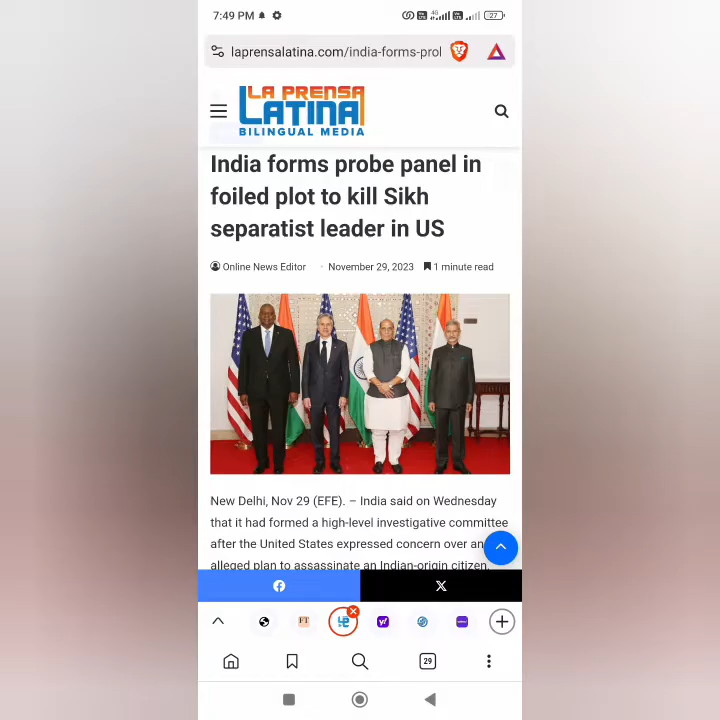 7:49 PM
4G
27
laprensalatina.com/india-forms-prol
LA PRENSA
LATINA
BILINGUAL MEDIA
India forms probe panel in
foiled plot to kill Sikh
separatist leader in US
Online News Editor
November 29, 2023
1 minute read
New Delhi, Nov 29 (EFE). – India said on Wednesday
that it had formed a high-level investigative committee
after the United States expressed concern over an
alleged plan to assassinate an Indian-origin citizen,
FT
y!
29